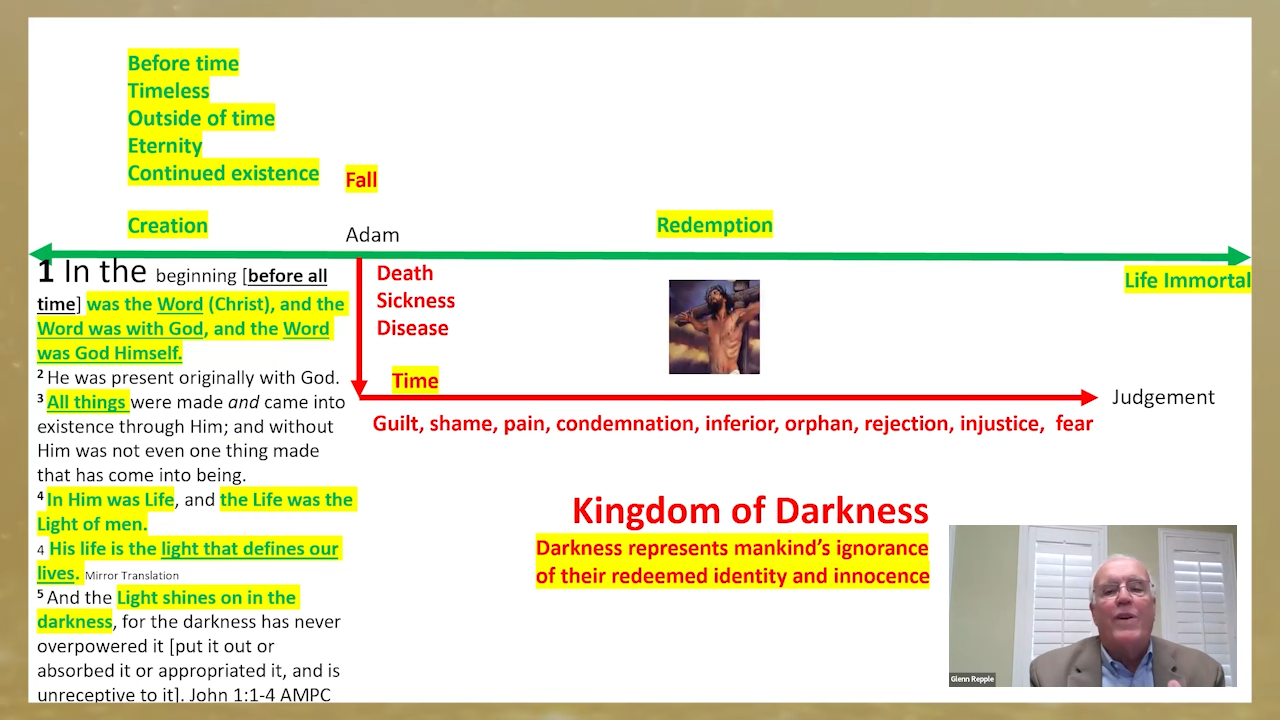 Before time
Timeless
Outside of time
Eternity
Continued existence
Fall
Creation
Adam
Redemption
Life Immortal
1 In the beginning [before all
time] was the Word (Christ), and the
Word was with God, and the Word
was God Himself.
2 He was present originally with God.
3 All things were made and came into
existence through Him; and without
Him was not even one thing made
that has come into being.
4 In Him was Life, and the Life was the
Light of men.
4 His life is the light that defines our
lives. Mirror Translation
5 And the Light shines on in the
darkness, for the darkness has never
overpowered it [put it out or
absorbed it or appropriated it, and is
unreceptive to it]. John 1:1-4 AMPC
Death
Sickness
Disease
Time
Judgement
Guilt, shame, pain, condemnation, inferior, orphan, rejection, injustice, fear
Kingdom of Darkness
Darkness represents mankind’s ignorance
of their redeemed identity and innocence
Glenn Repple